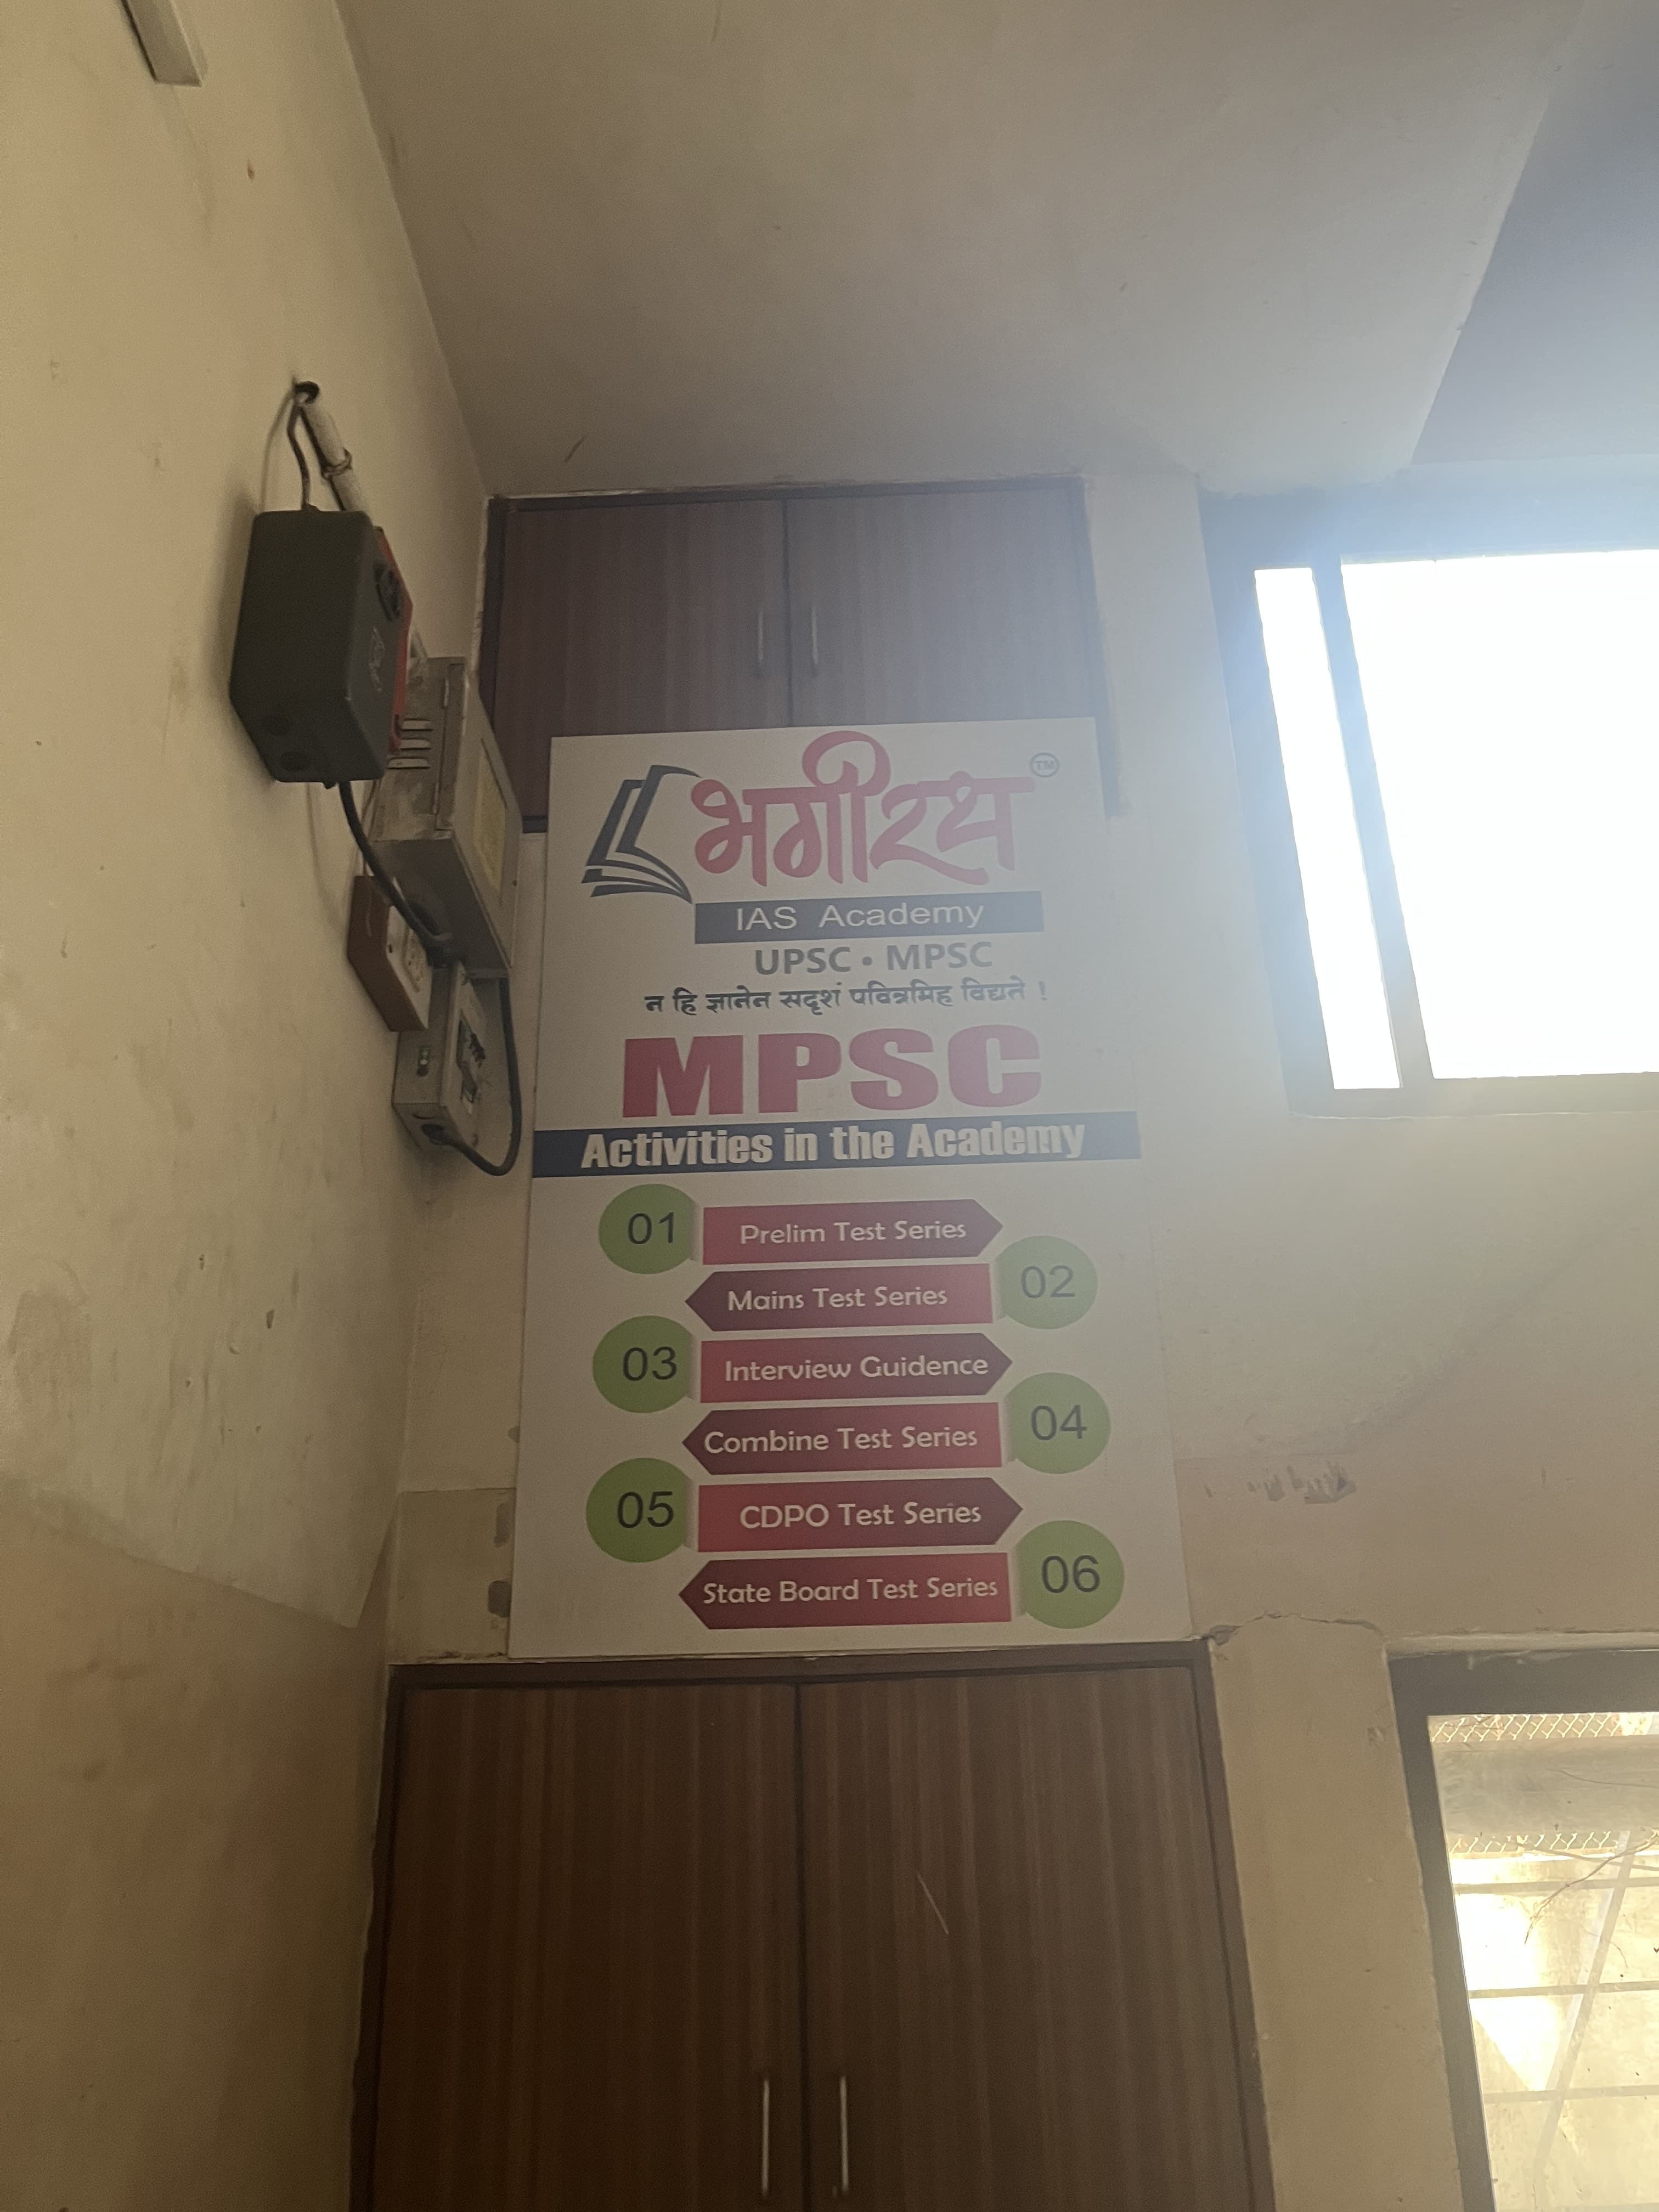 भगीरथ TM
IAS Academy
UPSC • MPSC
न हि ज्ञानेन सदृशं पवित्रमिह विद्यते !
MPSC
Activities in the Academy
01 Prelim Test Series
Mains Test Series 02
03 Interview Guidence
Combine Test Series 04
05 CDPO Test Series
State Board Test Series 06